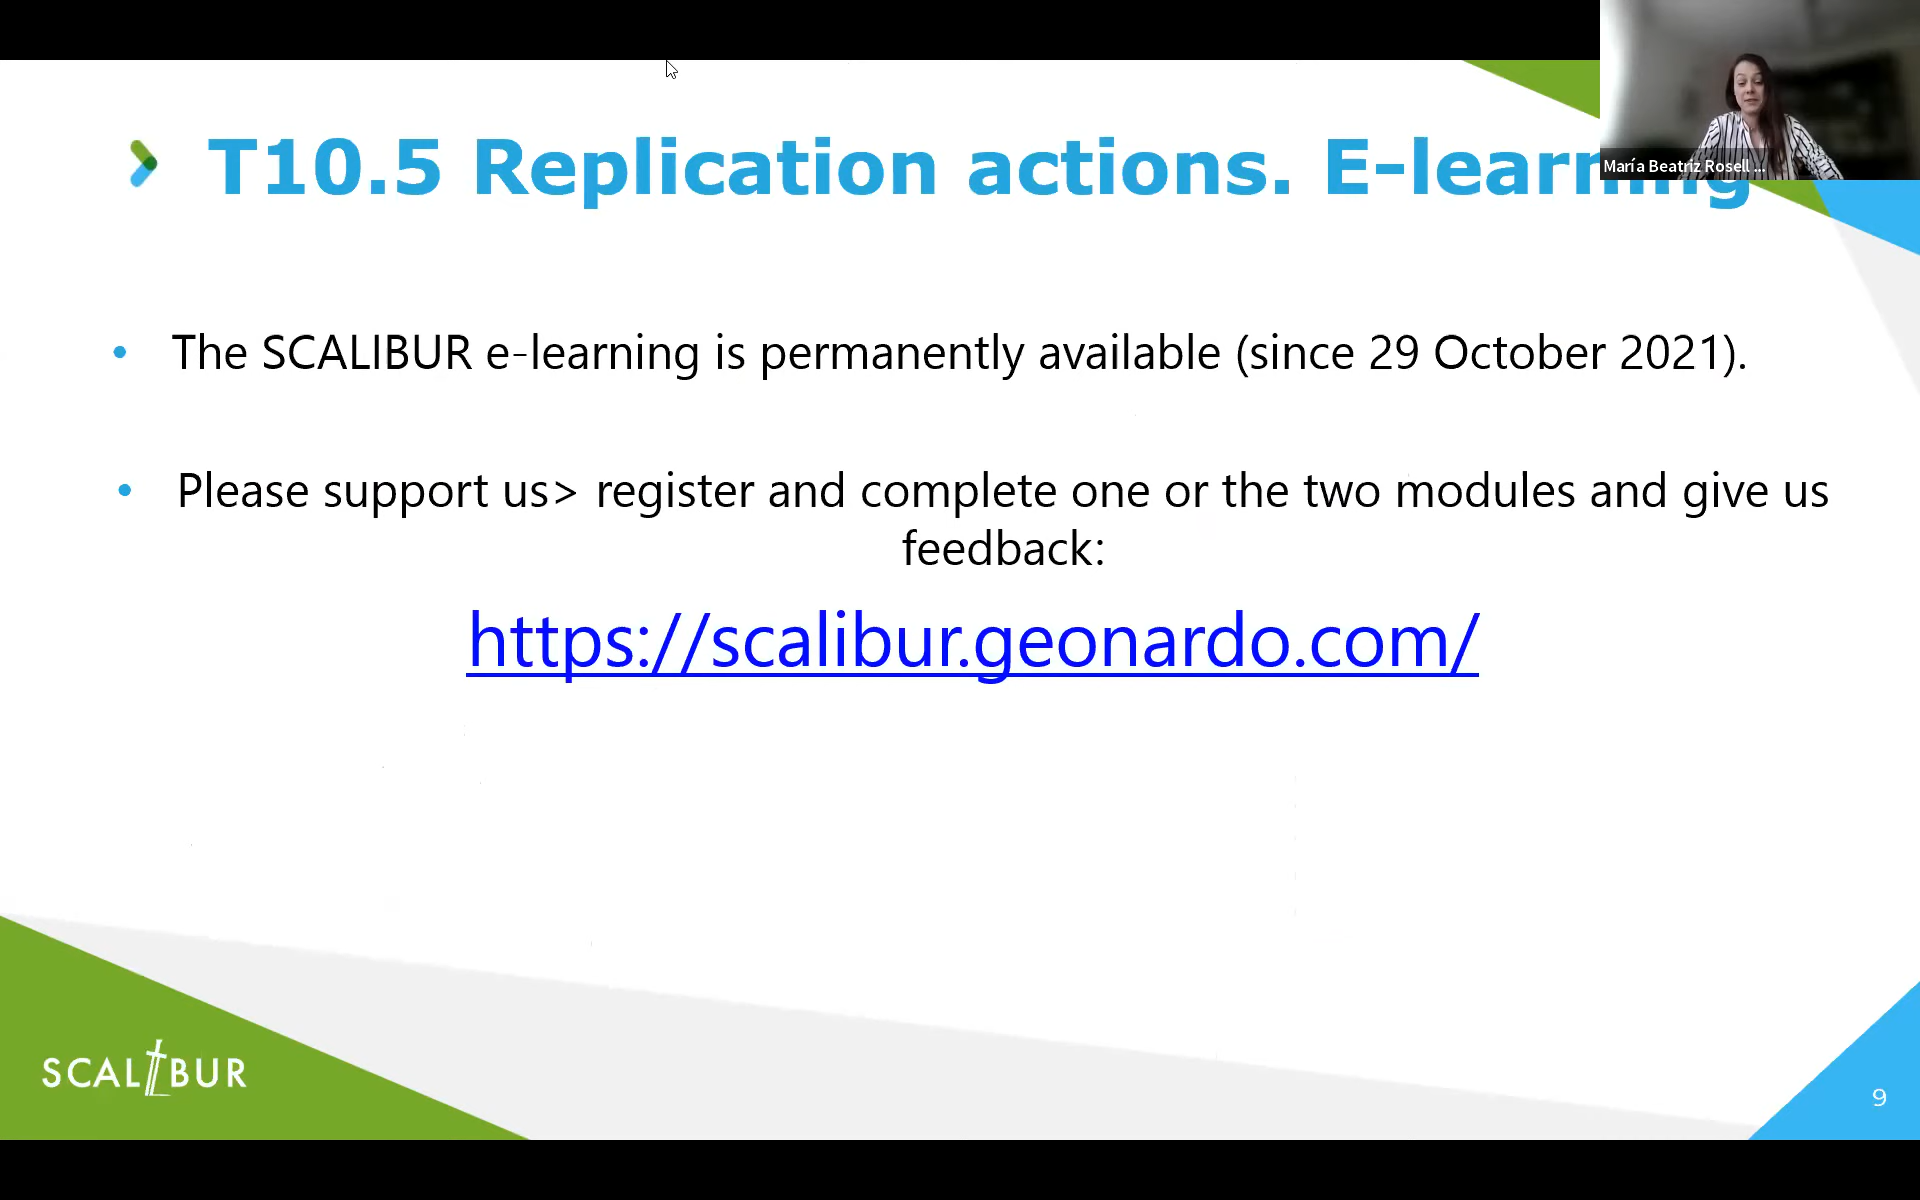 T10.5 Replication actions. E-learning
María Beatriz Rosell ...
• The SCALIBUR e-learning is permanently available (since 29 October 2021).
• Please support us> register and complete one or the two modules and give us
feedback:
https://scalibur.geonardo.com/
SCALIBUR
9